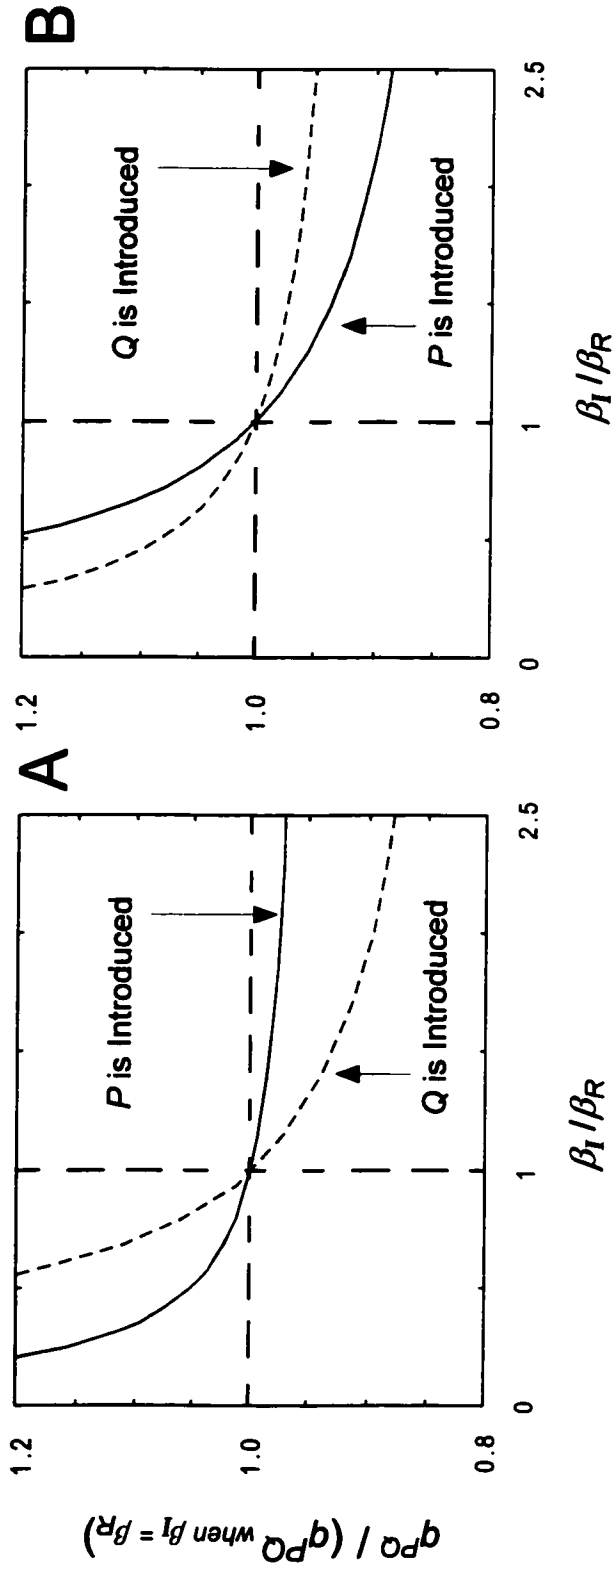 A
B
1.2
1.0
0.8
0
1
2.5
P is Introduced
Q is Introduced
β_I / β_R
q^{PQ} / (q^{PQ} when β_I = β_R)
1.2
1.0
0.8
0
1
2.5
Q is Introduced
P is Introduced
β_I / β_R